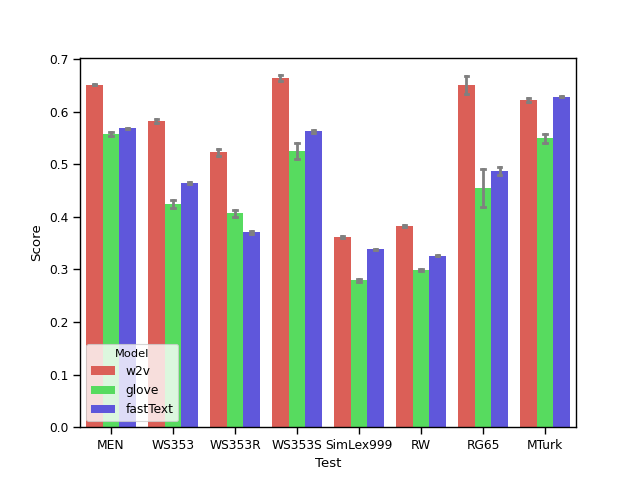 0.7
0.6
0.5
0.4
0.3
0.2
0.1
0.0
Score
Model
w2v
glove
fastText
MEN WS353 WS353R WS353S SimLex999 RW RG65 MTurk
Test